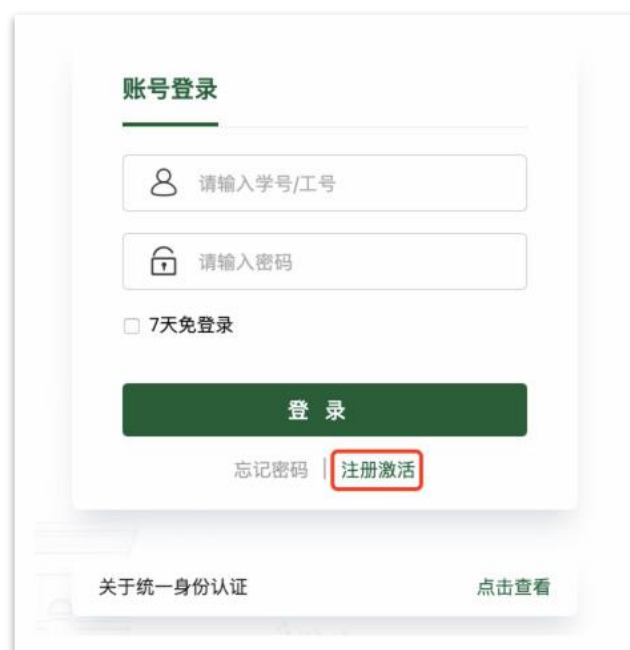 账号登录
请输入学号/工号
请输入密码
7天免登录
登 录
忘记密码 | 注册激活
关于统一身份认证 点击查看